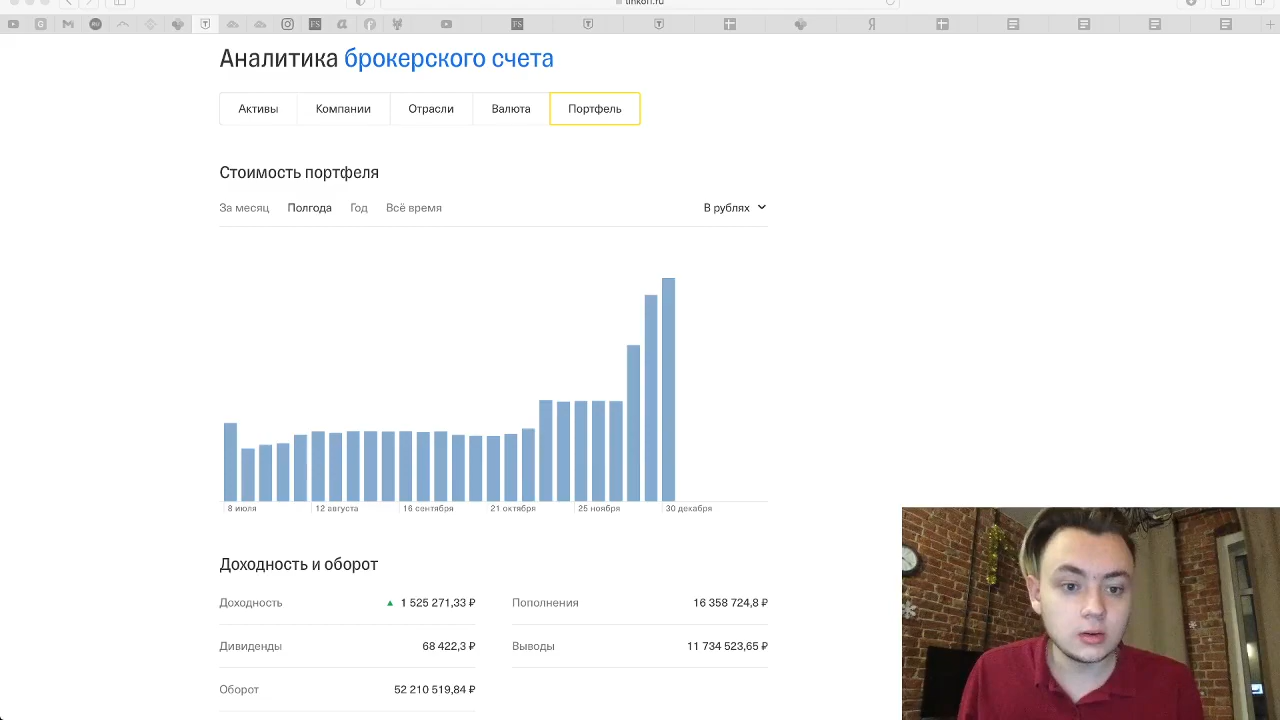 tinkoff.ru
Аналитика брокерского счета
Активы Компании Отрасли Валюта Портфель
Стоимость портфеля
За месяц Полгода Год Всё время В рублях
8 июля 12 августа 16 сентября 21 октября 25 ноября 30 декабря
Доходность и оборот
Доходность 1 525 271,33 ₽ Пополнения 16 358 724,8 ₽
Дивиденды 68 422,3 ₽ Выводы 11 734 523,65 ₽
Оборот 52 210 519,84 ₽